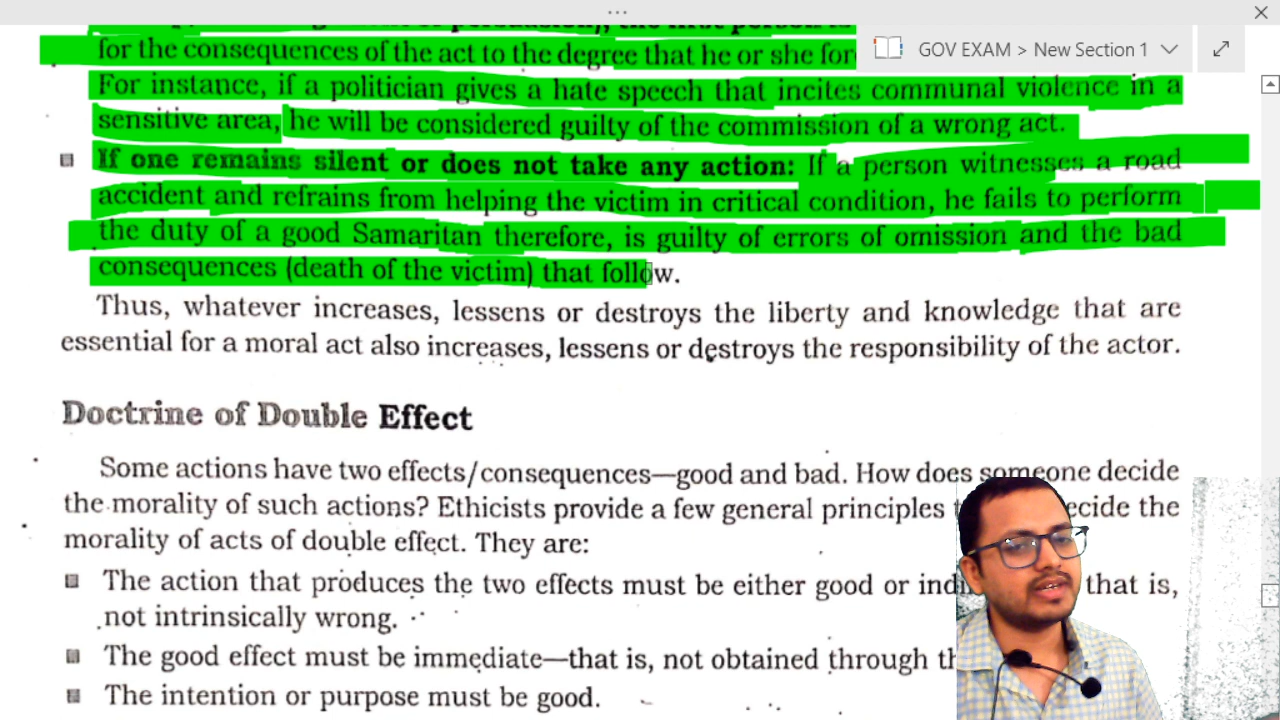 GOV EXAM > New Section 1
for the consequences of the act to the degree that he or she for
For instance, if a politician gives a hate speech that incites communal violence in a
sensitive area, he will be considered guilty of the commission of a wrong act.
If one remains silent or does not take any action: If a person witnesses a road
accident and refrains from helping the victim in critical condition, he fails to perform
the duty of a good Samaritan therefore, is guilty of errors of omission and the bad
consequences (death of the victim) that follow.
Thus, whatever increases, lessens or destroys the liberty and knowledge that are
essential for a moral act also increases, lessens or destroys the responsibility of the actor.
Doctrine of Double Effect
Some actions have two effects/consequences—good and bad. How does someone decide
the morality of such actions? Ethicists provide a few general principles ecide the
morality of acts of double effect. They are:
The action that produces the two effects must be either good or ind that is,
not intrinsically wrong.
The good effect must be immediate—that is, not obtained through th
The intention or purpose must be good.